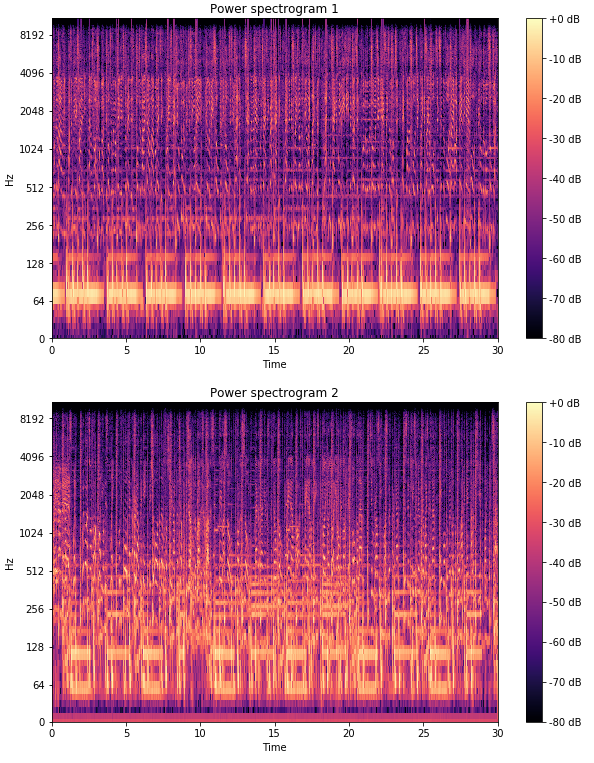 Power spectrogram 1
Hz
8192
4096
2048
1024
512
256
128
64
0
0 5 10 15 20 25 30
Time
+0 dB
-10 dB
-20 dB
-30 dB
-40 dB
-50 dB
-60 dB
-70 dB
-80 dB
Power spectrogram 2
Hz
8192
4096
2048
1024
512
256
128
64
0
0 5 10 15 20 25 30
Time
+0 dB
-10 dB
-20 dB
-30 dB
-40 dB
-50 dB
-60 dB
-70 dB
-80 dB